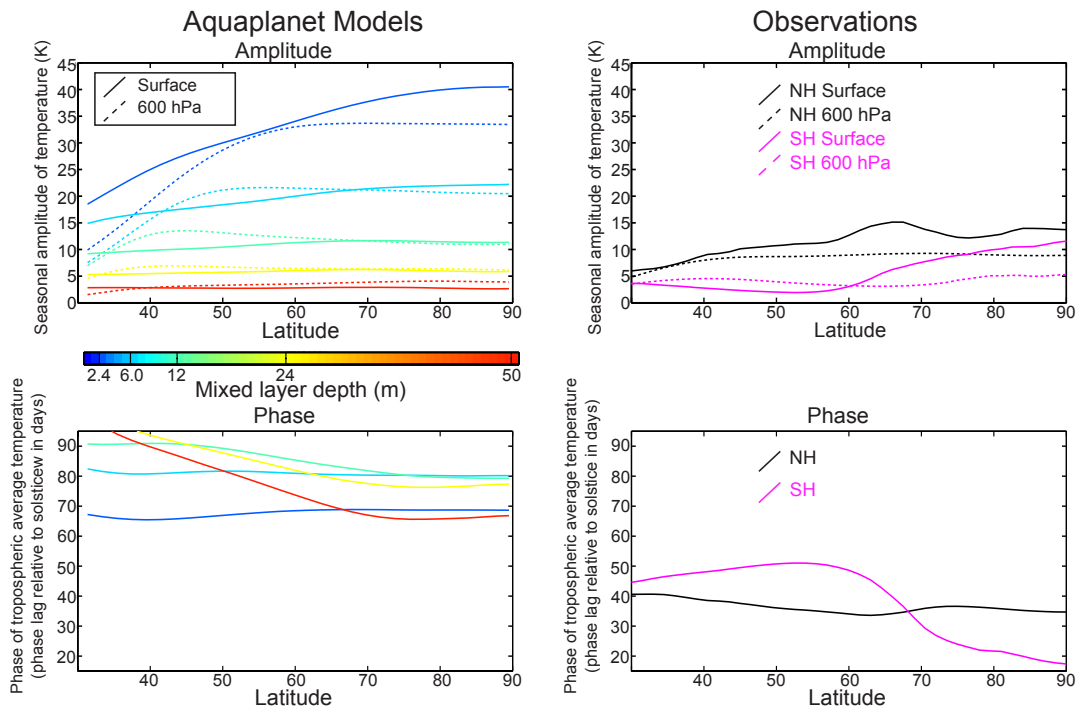 Aquaplanet Models
Amplitude
Seasonal amplitude of temperature (K)
45
40
35
30
25
20
15
10
5
0
Surface
600 hPa
40
50
60
70
80
90
Latitude
2.4
6.0
12
24
50
Mixed layer depth (m)
Phase
Phase of tropospheric average temperature
(phase lag relative to solsticew in days)
90
80
70
60
50
40
30
20
40
50
60
70
80
90
Latitude
Observations
Amplitude
Seasonal amplitude of temperature (K)
45
40
35
30
25
20
15
10
5
0
NH Surface
NH 600 hPa
SH Surface
SH 600 hPa
40
50
60
70
80
90
Latitude
Phase
Phase of tropospheric average temperature
(phase lag relative to solstice in days)
90
80
70
60
50
40
30
20
NH
SH
40
50
60
70
80
90
Latitude